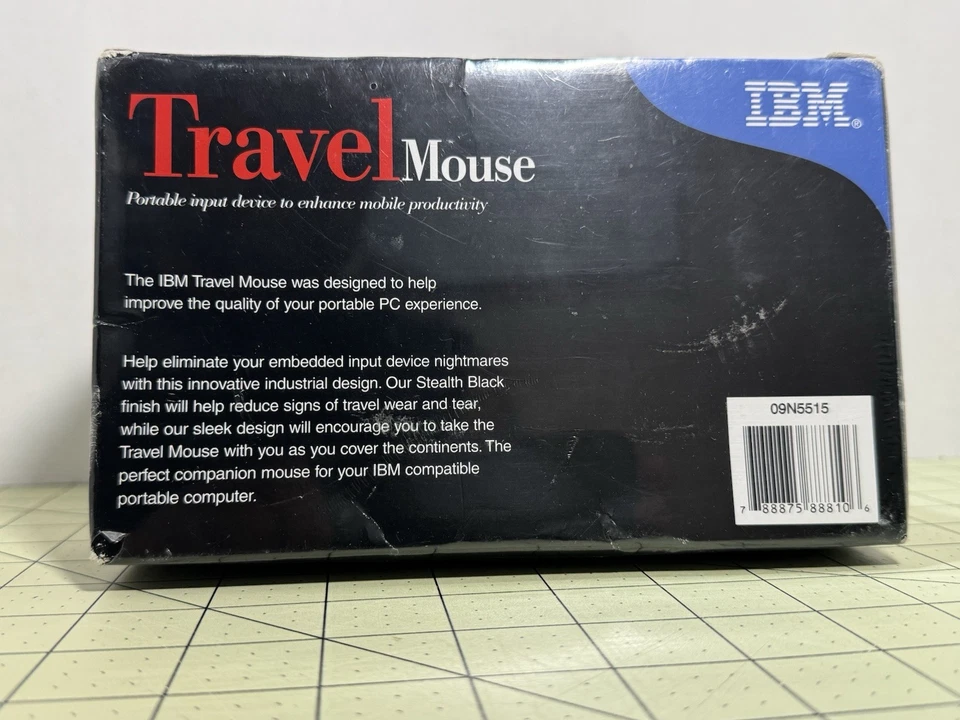 Travel Mouse
IBM®
Portable input device to enhance mobile productivity
The IBM Travel Mouse was designed to help
improve the quality of your portable PC experience.
Help eliminate your embedded input device nightmares
with this innovative industrial design. Our Stealth Black
finish will help reduce signs of travel wear and tear,
while our sleek design will encourage you to take the
Travel Mouse with you as you cover the continents. The
perfect companion mouse for your IBM compatible
portable computer.
09N5515
7 88875 88810 6